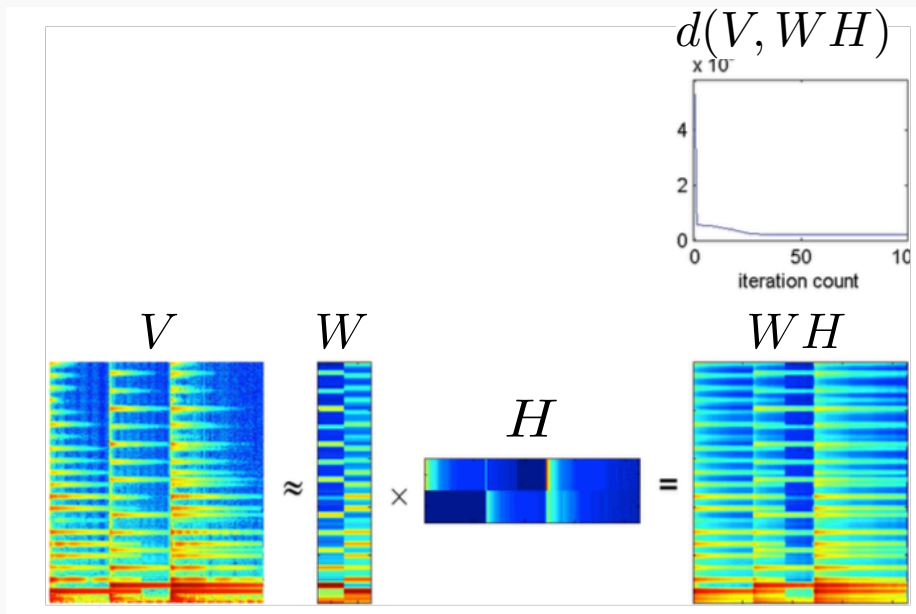 d(V, WH)
x 10
4
2
0
0 50 10
iteration count
V W WH
H
≈ × =